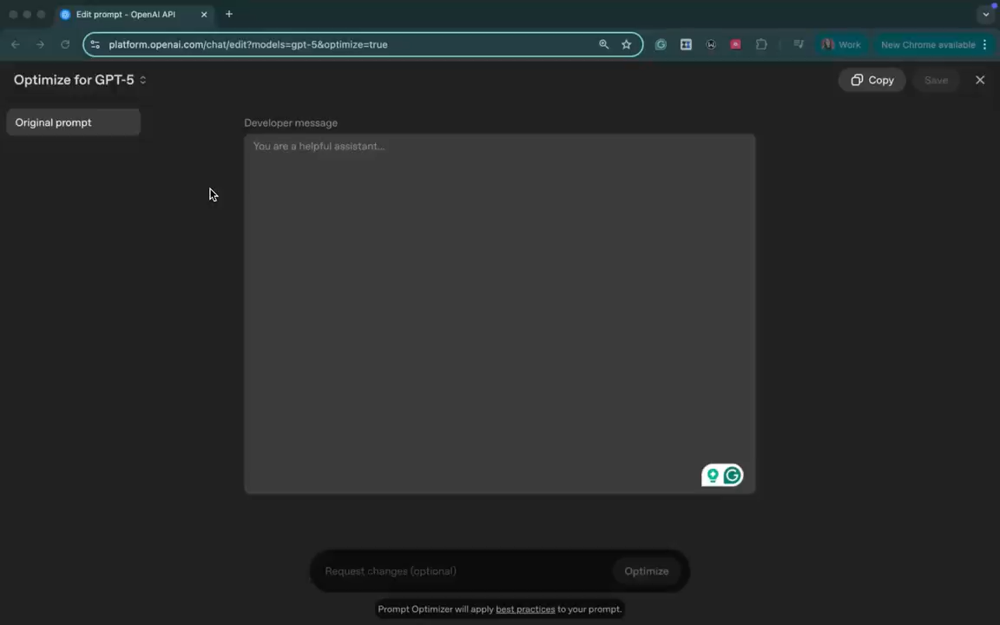 Edit prompt - OpenAI API
platform.openai.com/chat/edit?models=gpt-5&optimize=true
Work
New Chrome available
Optimize for GPT-5
Copy
Save
Original prompt
Developer message
You are a helpful assistant...
Request changes (optional)
Optimize
Prompt Optimizer will apply best practices to your prompt.